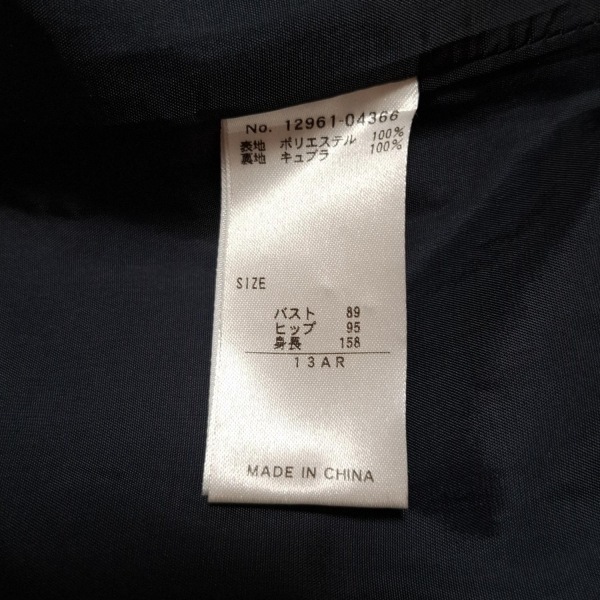 No. 12961-04366
表地 ポリエステル 100%
裏地 キュプラ 100%
SIZE
バスト 89
ヒップ 95
身長 158
13AR
MADE IN CHINA